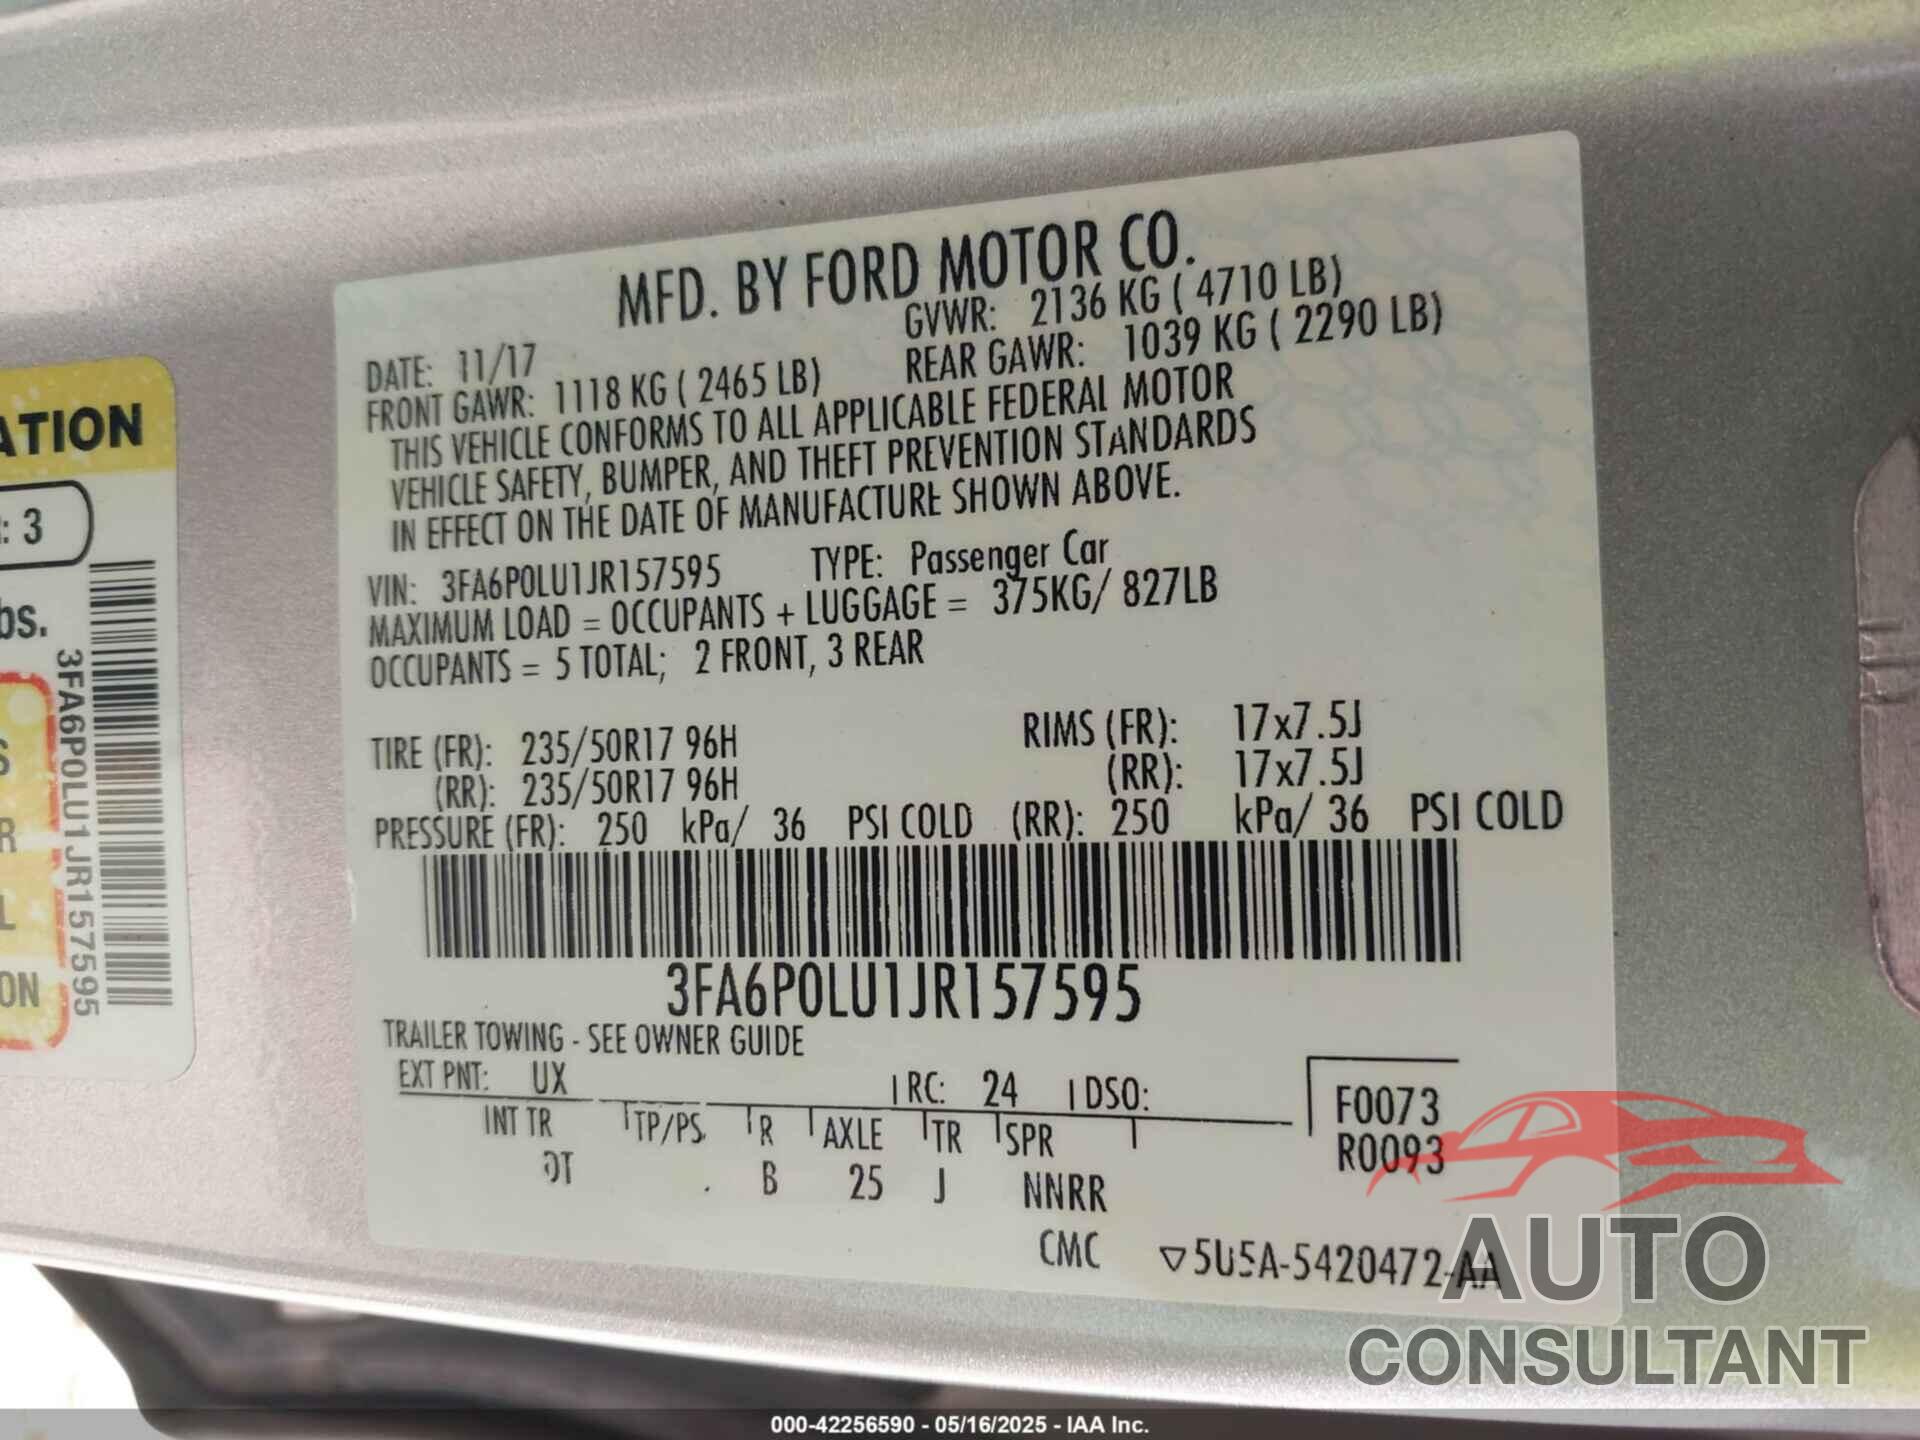 MFD. BY FORD MOTOR CO.
DATE: 11/17 GVWR: 2136 KG ( 4710 LB)
FRONT GAWR: 1118 KG ( 2465 LB) REAR GAWR: 1039 KG ( 2290 LB)
THIS VEHICLE CONFORMS TO ALL APPLICABLE FEDERAL MOTOR
VEHICLE SAFETY, BUMPER, AND THEFT PREVENTION STANDARDS
IN EFFECT ON THE DATE OF MANUFACTURE SHOWN ABOVE.
VIN: 3FA6P0LU1JR157595 TYPE: Passenger Car
MAXIMUM LOAD = OCCUPANTS + LUGGAGE = 375KG/ 827LB
OCCUPANTS = 5 TOTAL; 2 FRONT, 3 REAR
TIRE (FR): 235/50R17 96H RIMS (FR): 17x7.5J
(RR): 235/50R17 96H (RR): 17x7.5J
PRESSURE (FR): 250 kPa/ 36 PSI COLD (RR): 250 kPa/ 36 PSI COLD
3FA6P0LU1JR157595
TRAILER TOWING - SEE OWNER GUIDE
EXT PNT: UX RC: 24 DSO:
INT TR TP/PS R AXLE TR SPR
B 25 J NNRR
F0073
R0093
CMC ▽5U5A-5420472-AA
ATION
: 3
bs.
S
R
L
ON
3FA6P0LU1JR157595
AUTO
CONSULTANT
000-42256590 - 05/16/2025 - IAA Inc.